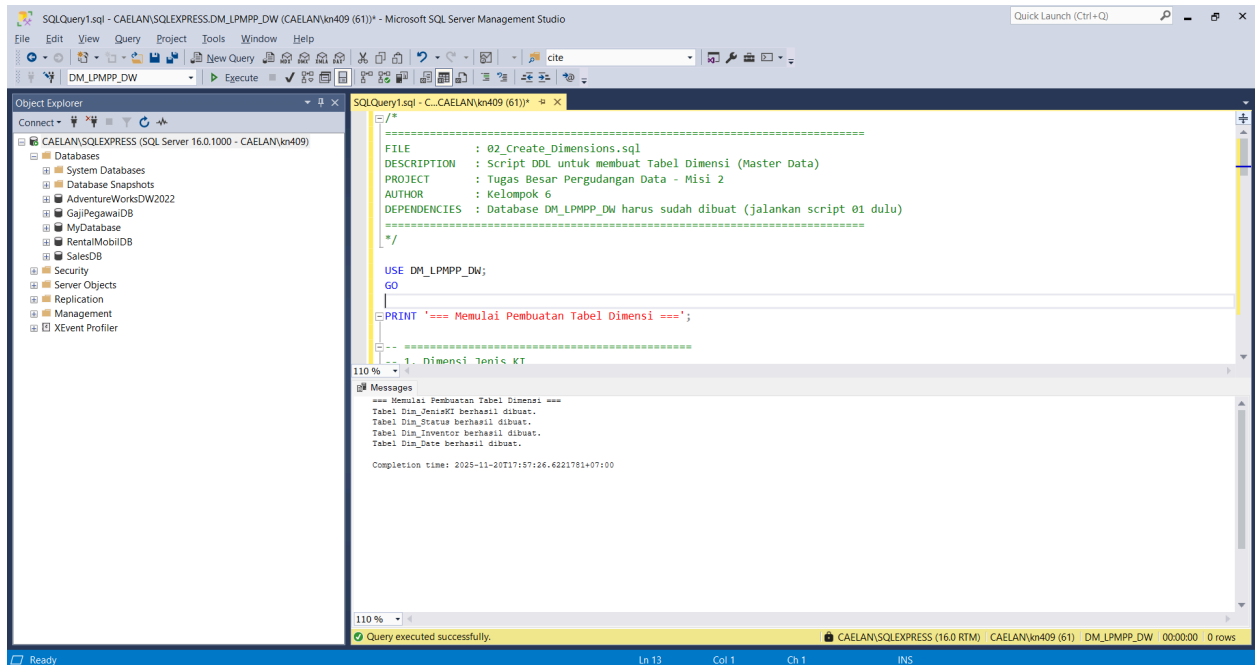 SQLQuery1.sql - CAELAN\SQLEXPRESS.DM_LPMPP_DW (CAELAN\kn409 (61))* - Microsoft SQL Server Management Studio
Quick Launch (Ctrl+Q)
File Edit View Query Project Tools Window Help
New Query MDX DMX XMLA DAX cite
DM_LPMPP_DW Execute
Object Explorer
Connect
CAELAN\SQLEXPRESS (SQL Server 16.0.1000 - CAELAN\kn409)
Databases
System Databases
Database Snapshots
AdventureWorksDW2022
GajiPegawaiDB
MyDatabase
RentalMobilDB
SalesDB
Security
Server Objects
Replication
Management
XEvent Profiler
SQLQuery1.sql - C...CAELAN\kn409 (61))*
/*
=========================================================================
FILE : 02_Create_Dimensions.sql
DESCRIPTION : Script DDL untuk membuat Tabel Dimensi (Master Data)
PROJECT : Tugas Besar Pergudangan Data - Misi 2
AUTHOR : Kelompok 6
DEPENDENCIES : Database DM_LPMPP_DW harus sudah dibuat (jalankan script 01 dulu)
=========================================================================
*/
USE DM_LPMPP_DW;
GO
PRINT '=== Memulai Pembuatan Tabel Dimensi ===';
-- ============================================
-- 1. Dimensi Jenis KI
110 %
Messages
=== Memulai Pembuatan Tabel Dimensi ===
Tabel Dim_JenisKI berhasil dibuat.
Tabel Dim_Status berhasil dibuat.
Tabel Dim_Inventor berhasil dibuat.
Tabel Dim_Date berhasil dibuat.
Completion time: 2025-11-20T17:57:26.6221781+07:00
110 %
Query executed successfully.
CAELAN\SQLEXPRESS (16.0 RTM) CAELAN\kn409 (61) DM_LPMPP_DW 00:00:00 0 rows
Ready Ln 13 Col 1 Ch 1 INS